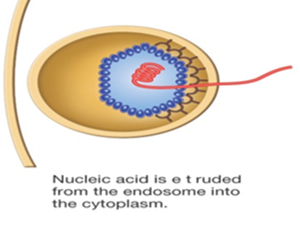 Nucleic acid is e t ruded
from the endosome into
the cytoplasm.